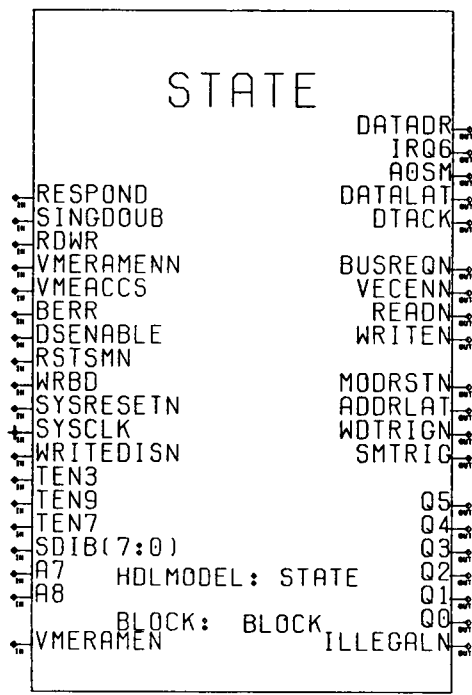 STATE
DATADR
IRQ6
A0SM
RESPOND DATALAT
SINGDOUB DTACK
RDWR
VMERAMENN BUSREQN
VMEACCS VECENN
BERR READN
DSENABLE WRITEN
RSTSMN
WRBD MODRSTN
SYSRESETN ADDRLAT
SYSCLK WDTRIGN
WRITEDISN SMTRIG
TEN3
TEN9 Q5
TEN7 Q4
SDIB(7:0) Q3
A7 HDLMODEL: STATE Q2
A8 Q1
BLOCK: BLOCK Q0
VMERAMEN ILLEGALN